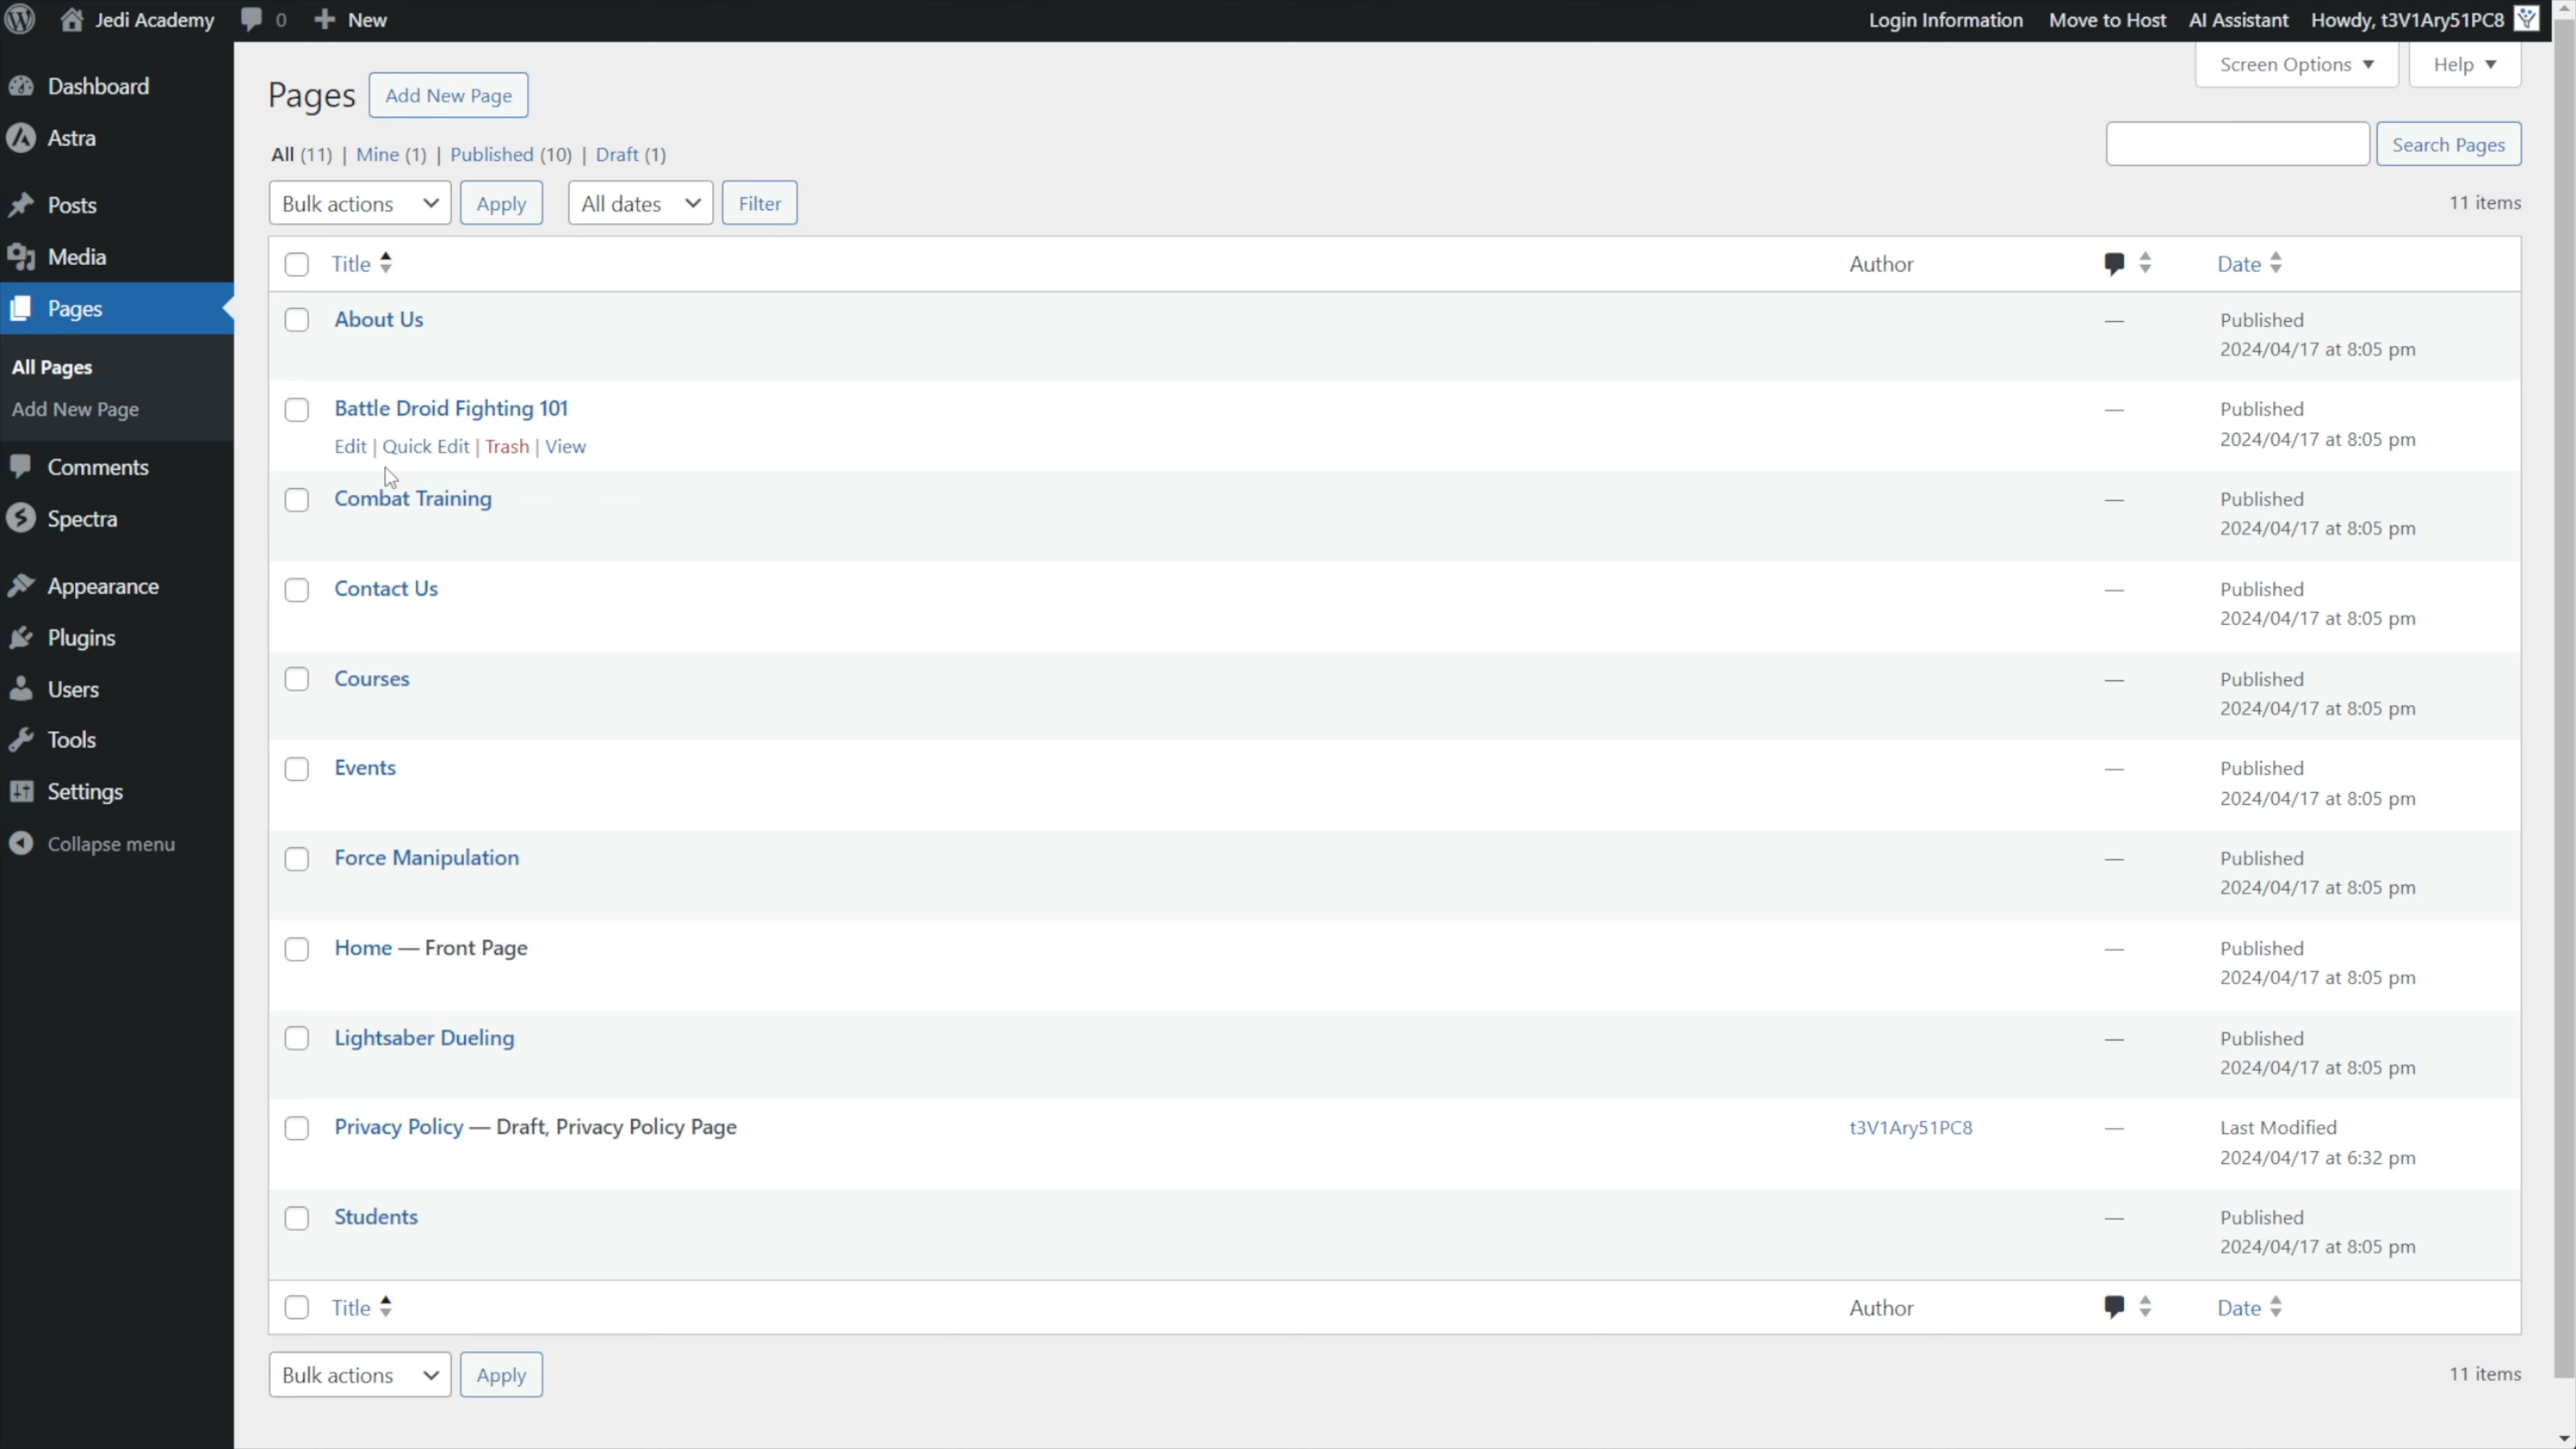 Jedi Academy 0 New Login Information Move to Host AI Assistant Howdy, t3V1Ary51PC8
Dashboard
Astra
Posts
Media
Pages
All Pages
Add New Page
Comments
Spectra
Appearance
Plugins
Users
Tools
Settings
Collapse menu
Screen Options Help
Pages Add New Page
All (11) | Mine (1) | Published (10) | Draft (1)
Search Pages
Bulk actions Apply All dates Filter 11 items
Title Author Date
About Us — Published
2024/04/17 at 8:05 pm
Battle Droid Fighting 101 — Published
Edit | Quick Edit | Trash | View 2024/04/17 at 8:05 pm
Combat Training — Published
2024/04/17 at 8:05 pm
Contact Us — Published
2024/04/17 at 8:05 pm
Courses — Published
2024/04/17 at 8:05 pm
Events — Published
2024/04/17 at 8:05 pm
Force Manipulation — Published
2024/04/17 at 8:05 pm
Home — Front Page — Published
2024/04/17 at 8:05 pm
Lightsaber Dueling — Published
2024/04/17 at 8:05 pm
Privacy Policy — Draft, Privacy Policy Page t3V1Ary51PC8 — Last Modified
2024/04/17 at 6:32 pm
Students — Published
2024/04/17 at 8:05 pm
Title Author Date
Bulk actions Apply 11 items